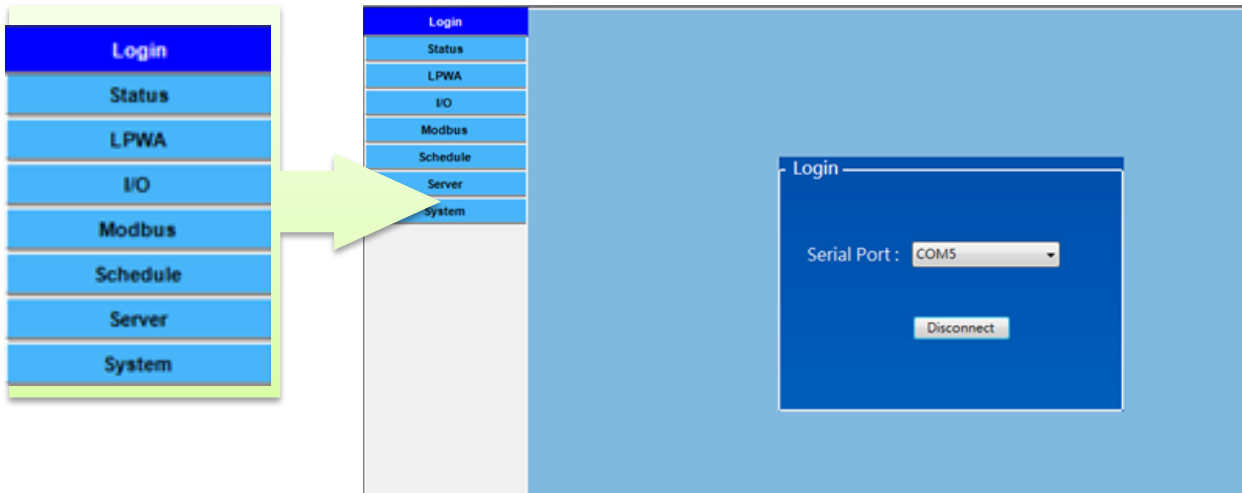 Login
Status
LPWA
I/O
Modbus
Schedule
Server
System
Login
Status
LPWA
I/O
Modbus
Schedule
Server
System
Login
Serial Port : COM5
Disconnect